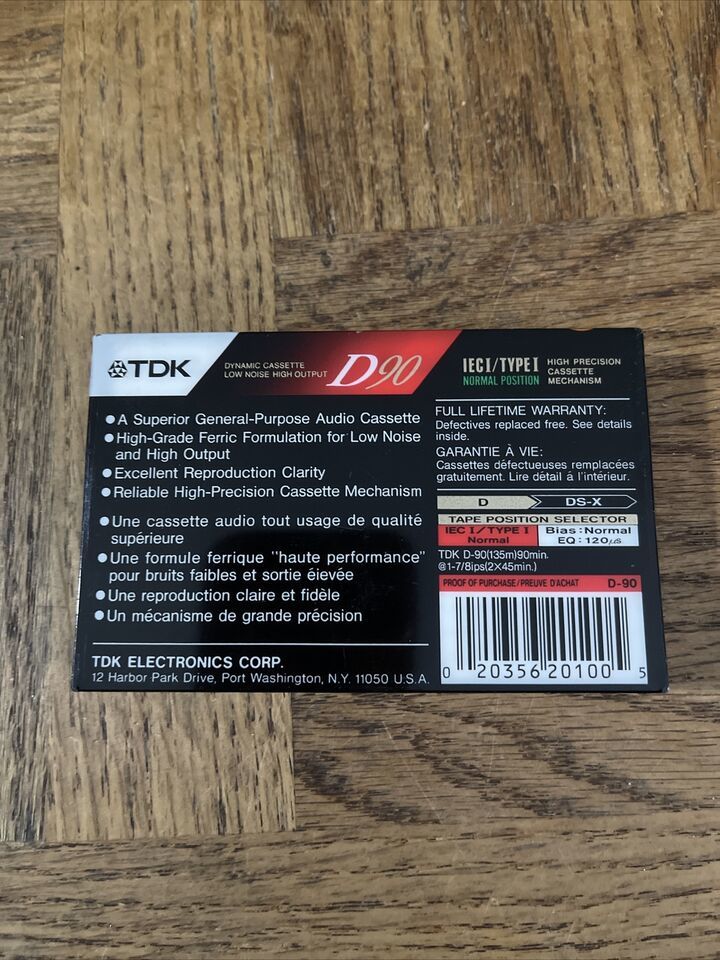 TDK
DYNAMIC CASSETTE
LOW NOISE HIGH OUTPUT
D90
IEC I/TYPE I
NORMAL POSITION
HIGH PRECISION
CASSETTE
MECHANISM
● A Superior General-Purpose Audio Cassette
● High-Grade Ferric Formulation for Low Noise
and High Output
● Excellent Reproduction Clarity
● Reliable High-Precision Cassette Mechanism
● Une cassette audio tout usage de qualité
supérieure
● Une formule ferrique "haute performance"
pour bruits faibles et sortie éievée
● Une reproduction claire et fidèle
● Un mécanisme de grande précision
TDK ELECTRONICS CORP.
12 Harbor Park Drive, Port Washington, N.Y. 11050 U.S.A.
FULL LIFETIME WARRANTY:
Defectives replaced free. See details
inside.
GARANTIE À VIE:
Cassettes défectueuses remplacées
gratuitement. Lire détail à l'intérieur.
D DS-X
TAPE POSITION SELECTOR
IEC I/TYPE I
Normal
Bias: Normal
EQ: 120μs
TDK D-90(135m)90min.
@1-7/8ips(2×45min.)
PROOF OF PURCHASE/PREUVE D'ACHAT D-90
0 20356 20100 5